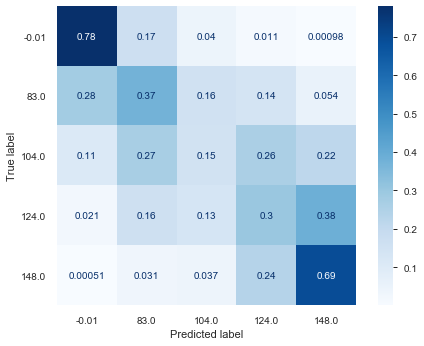 -0.01 0.78 0.17 0.04 0.011 0.00098
83.0 0.28 0.37 0.16 0.14 0.054
104.0 0.11 0.27 0.15 0.26 0.22
124.0 0.021 0.16 0.13 0.3 0.38
148.0 0.00051 0.031 0.037 0.24 0.69
-0.01 83.0 104.0 124.0 148.0
True label
Predicted label
0.7
0.6
0.5
0.4
0.3
0.2
0.1